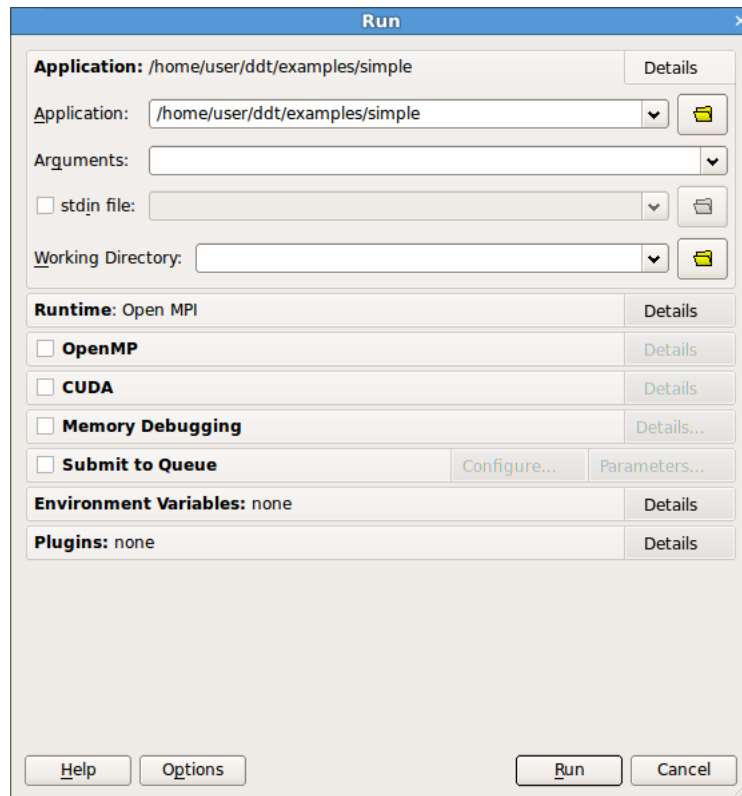 Run
Application: /home/user/ddt/examples/simple Details
Application: /home/user/ddt/examples/simple
Arguments:
stdin file:
Working Directory:
Runtime: Open MPI Details
OpenMP Details
CUDA Details
Memory Debugging Details...
Submit to Queue Configure... Parameters...
Environment Variables: none Details
Plugins: none Details
Help Options Run Cancel